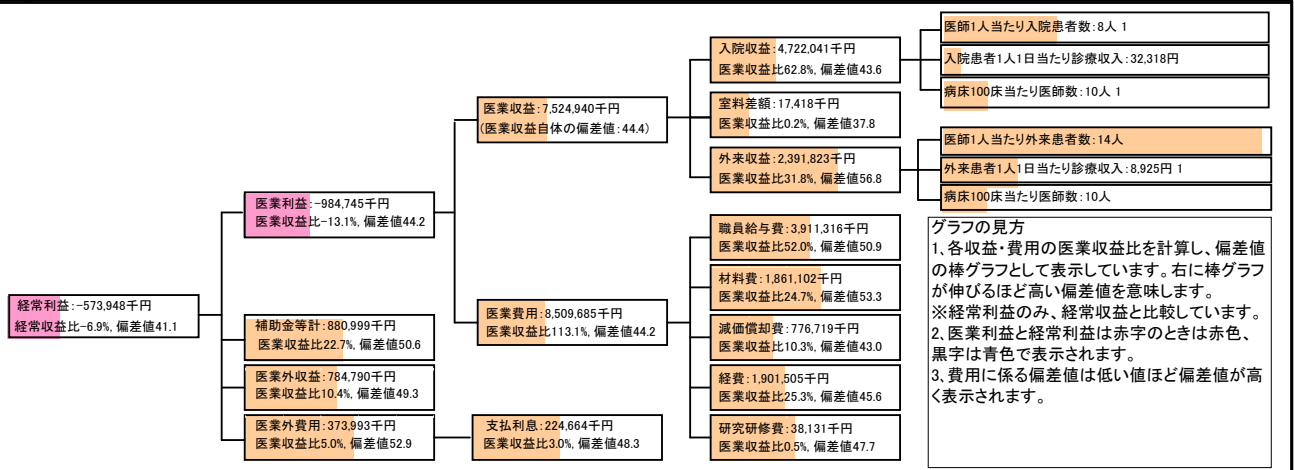 経常利益:-573,948千円
経常収益比-6.9%, 偏差値41.1
医業利益:-984,745千円
医業収益比-13.1%, 偏差値44.2
補助金等計:880,999千円
医業収益比22.7%, 偏差値50.6
医業外収益:784,790千円
医業収益比10.4%, 偏差値49.3
医業外費用:373,993千円
医業収益比5.0%, 偏差値52.9
医業収益:7,524,940千円
(医業収益自体の偏差値:44.4)
医業費用:8,509,685千円
医業収益比113.1%, 偏差値44.2
支払利息:224,664千円
医業収益比3.0%, 偏差値48.3
入院収益:4,722,041千円
医業収益比62.8%, 偏差値43.6
室料差額:17,418千円
医業収益比0.2%, 偏差値37.8
外来収益:2,391,823千円
医業収益比31.8%, 偏差値56.8
職員給与費:3,911,316千円
医業収益比52.0%, 偏差値50.9
材料費:1,861,102千円
医業収益比24.7%, 偏差値53.3
減価償却費:776,719千円
医業収益比10.3%, 偏差値43.0
経費:1,901,505千円
医業収益比25.3%, 偏差値45.6
研究研修費:38,131千円
医業収益比0.5%, 偏差値47.7
医師1人当たり入院患者数:8人 1
入院患者1人1日当たり診療収入:32,318円
病床100床当たり医師数:10人 1
医師1人当たり外来患者数:14人
外来患者1人1日当たり診療収入:8,925円 1
病床100床当たり医師数:10人
グラフの見方
1、各収益・費用の医業収益比を計算し、偏差値
の棒グラフとして表示しています。右に棒グラフ
が伸びるほど高い偏差値を意味します。
※経常利益のみ、経常収益と比較しています。
2、医業利益と経常利益は赤字のときは赤色、
黒字は青色で表示されます。
3、費用に係る偏差値は低い値ほど偏差値が高
く表示されます。